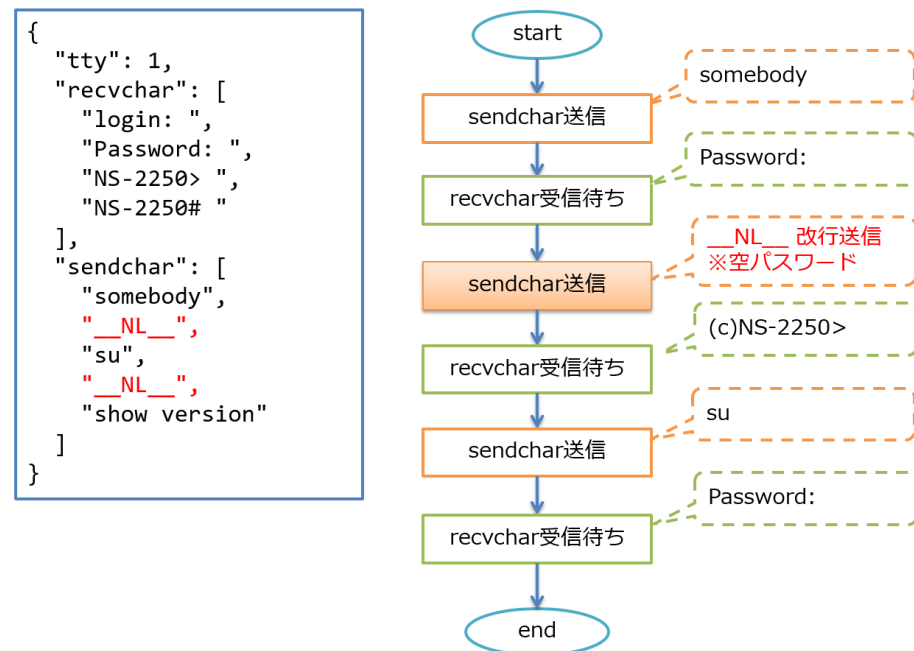 {
"tty": 1,
"recvchar": [
"login: ",
"Password: ",
"NS-2250> ",
"NS-2250# "
],
"sendchar": [
"somebody",
"__NL__",
"su",
"__NL__",
"show version"
]
}
start
sendchar送信
somebody
recvchar受信待ち
Password:
sendchar送信
__NL__ 改行送信
※空パスワード
recvchar受信待ち
(c)NS-2250>
sendchar送信
su
recvchar受信待ち
Password:
end